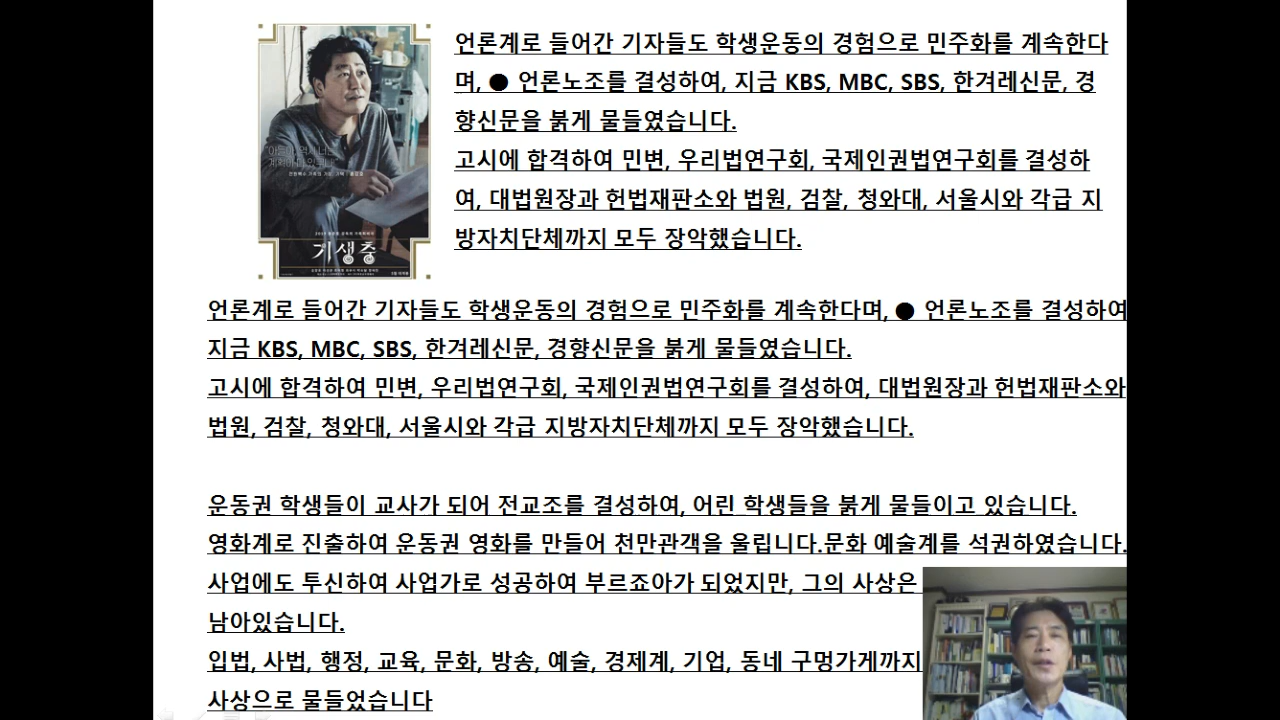 언론계로 들어간 기자들도 학생운동의 경험으로 민주화를 계속한다
며, ● 언론노조를 결성하여, 지금 KBS, MBC, SBS, 한겨레신문, 경
향신문을 붉게 물들였습니다.
고시에 합격하여 민변, 우리법연구회, 국제인권법연구회를 결성하
여, 대법원장과 헌법재판소와 법원, 검찰, 청와대, 서울시와 각급 지
방자치단체까지 모두 장악했습니다.
기생충
언론계로 들어간 기자들도 학생운동의 경험으로 민주화를 계속한다며, ● 언론노조를 결성하여
지금 KBS, MBC, SBS, 한겨레신문, 경향신문을 붉게 물들였습니다.
고시에 합격하여 민변, 우리법연구회, 국제인권법연구회를 결성하여, 대법원장과 헌법재판소와
법원, 검찰, 청와대, 서울시와 각급 지방자치단체까지 모두 장악했습니다.
운동권 학생들이 교사가 되어 전교조를 결성하여, 어린 학생들을 붉게 물들이고 있습니다.
영화계로 진출하여 운동권 영화를 만들어 천만관객을 울립니다.문화 예술계를 석권하였습니다.
사업에도 투신하여 사업가로 성공하여 부르죠아가 되었지만, 그의 사상은
남아있습니다.
입법, 사법, 행정, 교육, 문화, 방송, 예술, 경제계, 기업, 동네 구멍가게까지
사상으로 물들었습니다